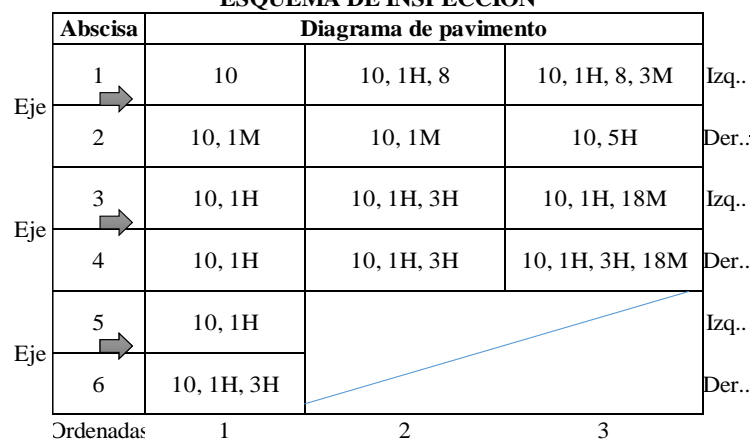 ESQUEMA DE INSPECCIÓN
Abscisa Diagrama de pavimento
1 10 10, 1H, 8 10, 1H, 8, 3M Izq..
Eje
2 10, 1M 10, 1M 10, 5H Der..
3 10, 1H 10, 1H, 3H 10, 1H, 18M Izq..
Eje
4 10, 1H 10, 1H, 3H 10, 1H, 3H, 18M Der..
5 10, 1H Izq..
Eje
6 10, 1H, 3H Der..
Ordenadas 1 2 3